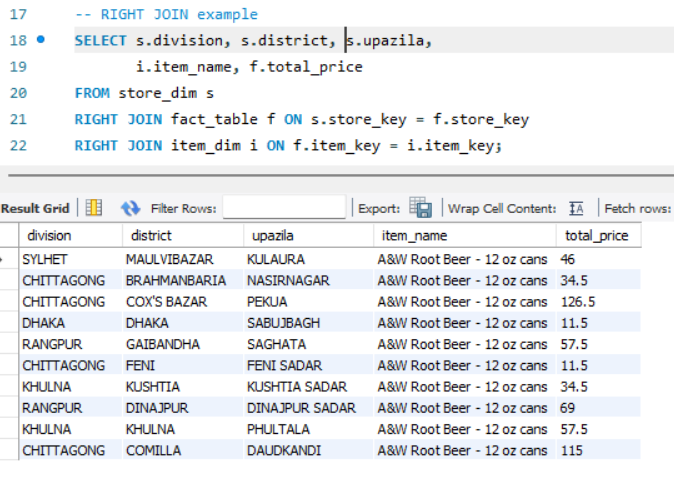 17 -- RIGHT JOIN example
18 SELECT s.division, s.district, s.upazila,
19 i.item_name, f.total_price
20 FROM store_dim s
21 RIGHT JOIN fact_table f ON s.store_key = f.store_key
22 RIGHT JOIN item_dim i ON f.item_key = i.item_key;
Result Grid Filter Rows: Export: Wrap Cell Content: Fetch rows:
division district upazila item_name total_price
SYLHET MAULVIBAZAR KULAURA A&W Root Beer - 12 oz cans 46
CHITTAGONG BRAHMANBARIA NASIRNAGAR A&W Root Beer - 12 oz cans 34.5
CHITTAGONG COX'S BAZAR PEKUA A&W Root Beer - 12 oz cans 126.5
DHAKA DHAKA SABUJBAGH A&W Root Beer - 12 oz cans 11.5
RANGPUR GAIBANDHA SAGHATA A&W Root Beer - 12 oz cans 57.5
CHITTAGONG FENI FENI SADAR A&W Root Beer - 12 oz cans 11.5
KHULNA KUSHTIA KUSHTIA SADAR A&W Root Beer - 12 oz cans 34.5
RANGPUR DINAJPUR DINAJPUR SADAR A&W Root Beer - 12 oz cans 69
KHULNA KHULNA PHULTALA A&W Root Beer - 12 oz cans 57.5
CHITTAGONG COMILLA DAUDKANDI A&W Root Beer - 12 oz cans 115